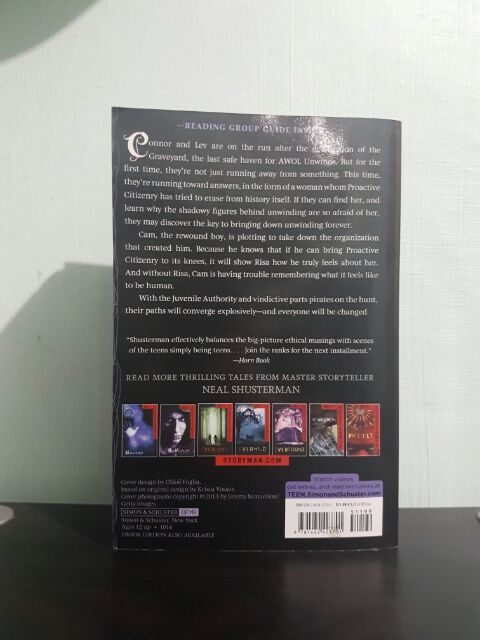 —READING GROUP GUIDE INSIDE
Connor and Lev are on the run after the of the
Graveyard, the last safe haven for AWOL Unwinds. But for the
first time, they're not just running away from something. This time,
they're running toward answers, in the form of a woman whom Proactive
Citizenry has tried to erase from history itself. If they can find her, and
learn why the shadowy figures behind unwinding are so afraid of her,
they may discover the key to bringing down unwinding forever.
Cam, the rewound boy, is plotting to take down the organization
that created him. Because he knows that if he can bring Proactive
Citizenry to its knees, it will show Risa how he truly feels about her.
And without Risa, Cam is having trouble remembering what it feels like
to be human.
With the Juvenile Authority and vindictive parts pirates on the hunt,
their paths will converge explosively—and everyone will be changed.
"Shusterman effectively balances the big-picture ethical musings with scenes
of the teens simply being teens. . . . Join the ranks for the next installment."
—Horn Book
READ MORE THRILLING TALES FROM MASTER STORYTELLER
NEAL SHUSTERMAN
EVERLOST
EVERWILD
EVERFOUND
FULL TILT
STORYMAN.COM
Cover design by Chloë Foglia,
based on original design by Krista Vossen
Cover photographs copyright © 2013 by Jeremy Samuelson/
Getty Images
SIMON & SCHUSTER BFYR
Simon & Schuster, New York
Ages 12 up • 1014
EBOOK EDITION ALSO AVAILABLE
Watch videos,
get extras, and read exclusives at
TEEN.SimonandSchuster.com
51199